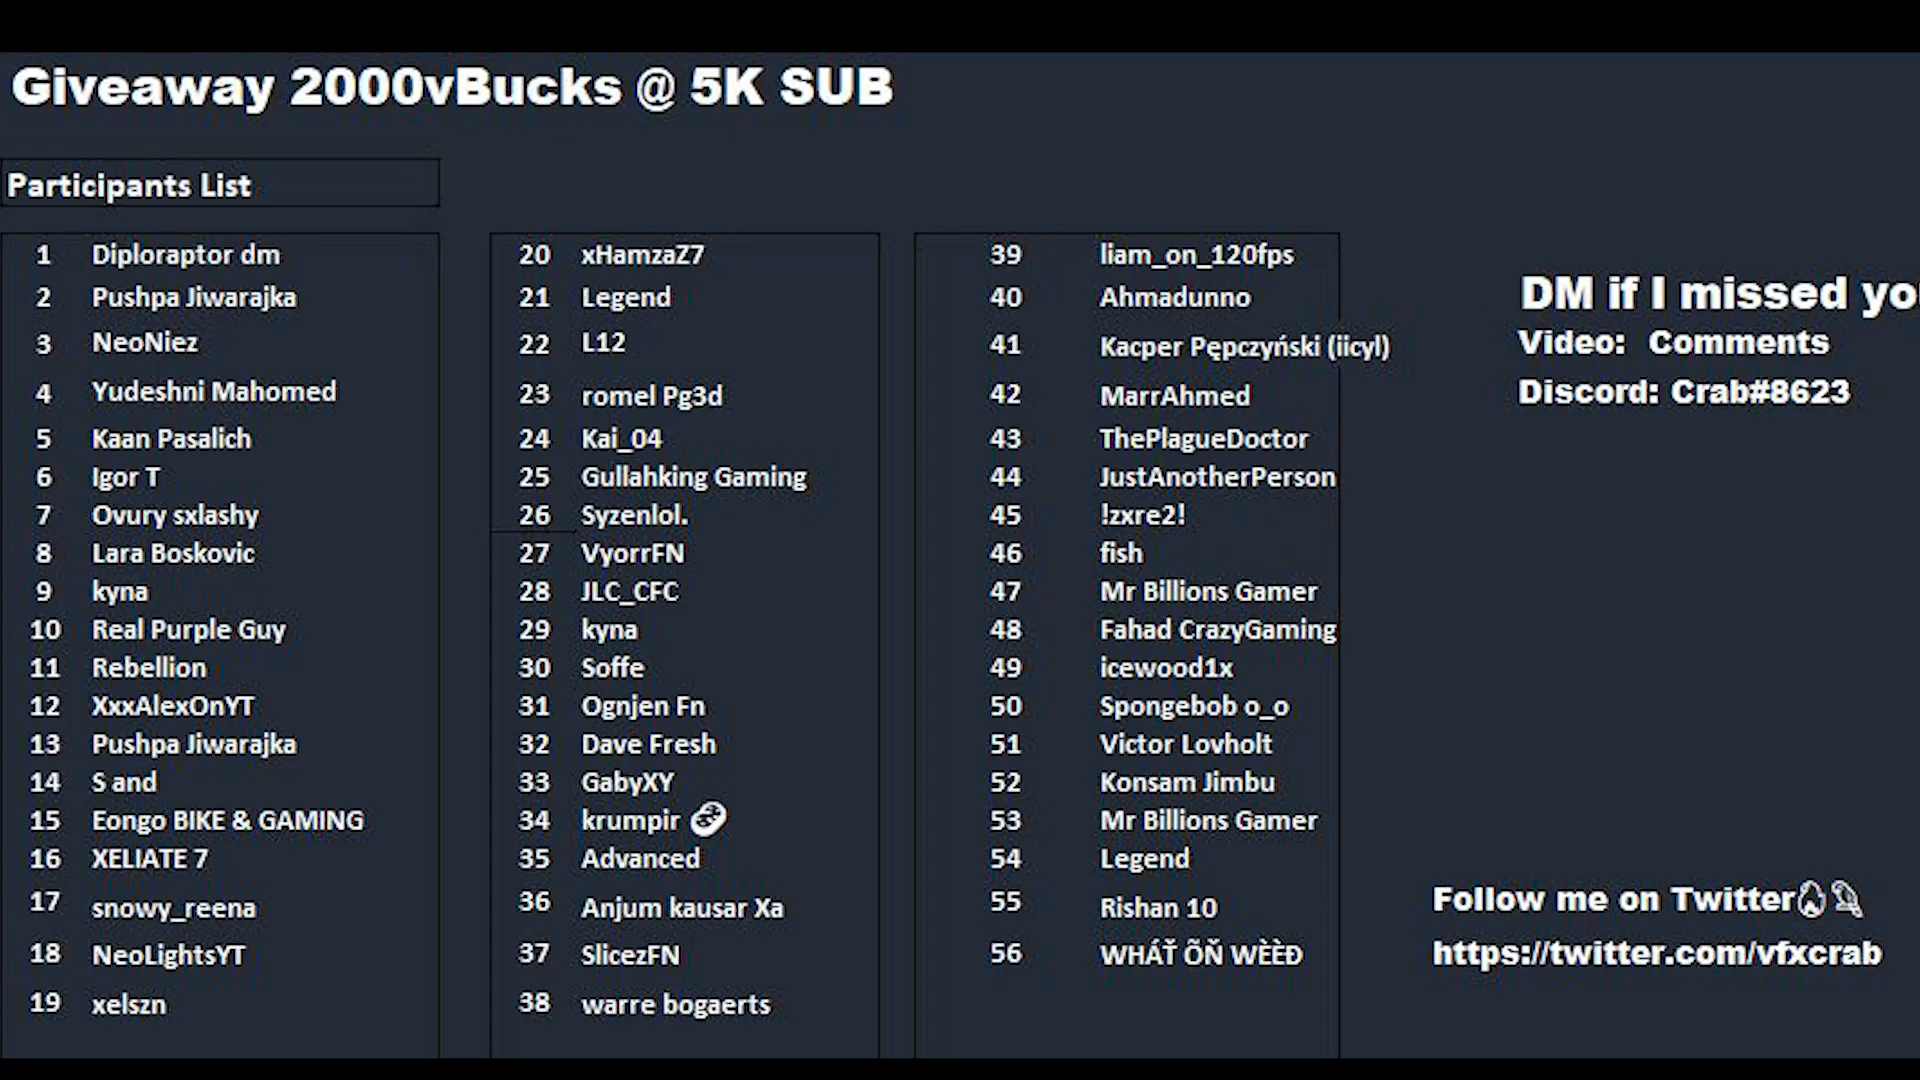 Giveaway 2000vBucks @ 5K SUB
Participants List
1 Diploraptor dm
2 Pushpa Jiwarajka
3 NeoNiez
4 Yudeshni Mahomed
5 Kaan Pasalich
6 Igor T
7 Ovury sxlashy
8 Lara Boskovic
9 kyna
10 Real Purple Guy
11 Rebellion
12 XxxAlexOnYT
13 Pushpa Jiwarajka
14 S and
15 Eongo BIKE & GAMING
16 XELIATE 7
17 snowy_reena
18 NeoLightsYT
19 xelszn
20 xHamzaZ7
21 Legend
22 L12
23 romel Pg3d
24 Kai_04
25 Gullahking Gaming
26 Syzenlol.
27 VyorrFN
28 JLC_CFC
29 kyna
30 Soffe
31 Ognjen Fn
32 Dave Fresh
33 GabyXY
34 krumpir 🥔
35 Advanced
36 Anjum kausar Xa
37 SlicezFN
38 warre bogaerts
39 liam_on_120fps
40 Ahmadunno
41 Kacper Pępczyński (iicyl)
42 MarrAhmed
43 ThePlagueDoctor
44 JustAnotherPerson
45 !zxre2!
46 fish
47 Mr Billions Gamer
48 Fahad CrazyGaming
49 icewood1x
50 Spongebob o_o
51 Victor Lovholt
52 Konsam Jimbu
53 Mr Billions Gamer
54 Legend
55 Rishan 10
56 WHÁŤ ÕŇ WÈÈĐ
DM if I missed yo
Video: Comments
Discord: Crab#8623
Follow me on Twitter
https://twitter.com/vfxcrab